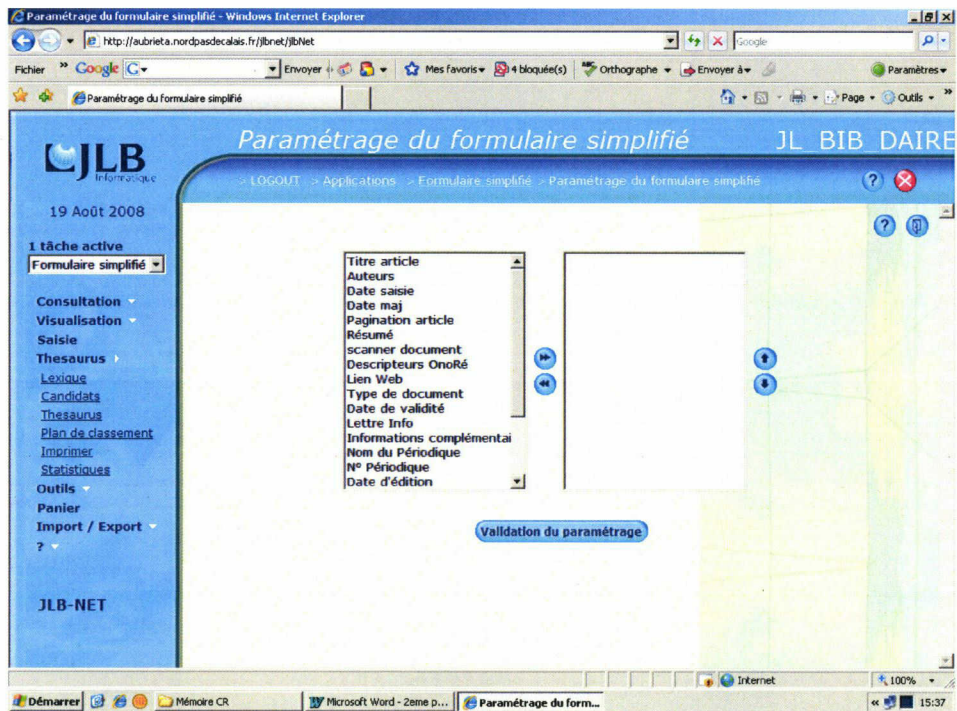 Paramétrage du formulaire simplifié - Windows Internet Explorer
http://aubrieta.nordpasdecalais.fr/jlbnet/jlbNet
Google
Fichier » Google G Envoyer Mes favoris 4 bloquée(s) Orthographe Envoyer à Paramètres
Paramétrage du formulaire simplifié Page Outils »
Paramétrage du formulaire simplifié JL_BIB_DAIRE
JLB
Informatique
> LOGOUT > Applications > Formulaire simplifié > Paramétrage du formulaire simplifié ?
19 Août 2008
?
1 tâche active
Formulaire simplifié
Consultation
Visualisation
Saisie
Thesaurus
Lexique
Candidats
Thesaurus
Plan de classement
Imprimer
Statistiques
Outils
Panier
Import / Export
?
JLB-NET
Titre article
Auteurs
Date saisie
Date maj
Pagination article
Résumé
scanner document
Descripteurs OnoRé
Lien Web
Type de document
Date de validité
Lettre Info
Informations complémentai
Nom du Périodique
N° Périodique
Date d'édition
Validation du paramétrage
Internet 100%
Démarrer Mémoire CR Microsoft Word - 2eme p... Paramétrage du form... « 15:37